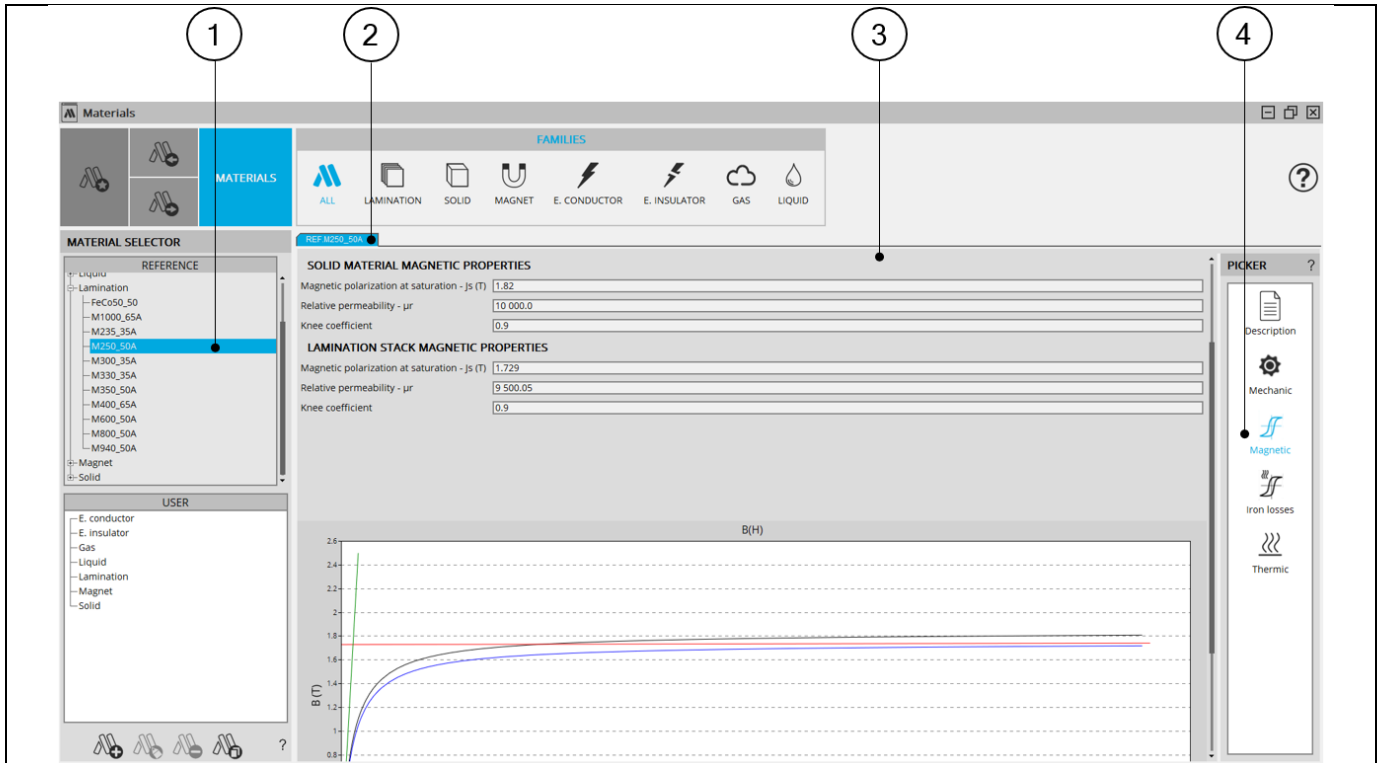 1
2
3
4
Materials
MATERIALS
FAMILIES
ALL
LAMINATION
SOLID
MAGNET
E. CONDUCTOR
E. INSULATOR
GAS
LIQUID
?
MATERIAL SELECTOR
REFERENCE
Liquid
Lamination
FeCo50_50
M1000_65A
M235_35A
M250_50A
M300_35A
M330_35A
M350_50A
M400_65A
M600_50A
M800_50A
M940_50A
Magnet
Solid
USER
E. conductor
E. insulator
Gas
Liquid
Lamination
Magnet
Solid
?
REF.M250_50A
SOLID MATERIAL MAGNETIC PROPERTIES
Magnetic polarization at saturation - Js (T) 1.82
Relative permeability - µr 10 000.0
Knee coefficient 0.9
LAMINATION STACK MAGNETIC PROPERTIES
Magnetic polarization at saturation - Js (T) 1.729
Relative permeability - µr 9 500.05
Knee coefficient 0.9
B(H)
B (T)
2.6
2.4
2.2
2
1.8
1.6
1.4
1.2
1
0.8
PICKER ?
Description
Mechanic
Magnetic
Iron losses
Thermic